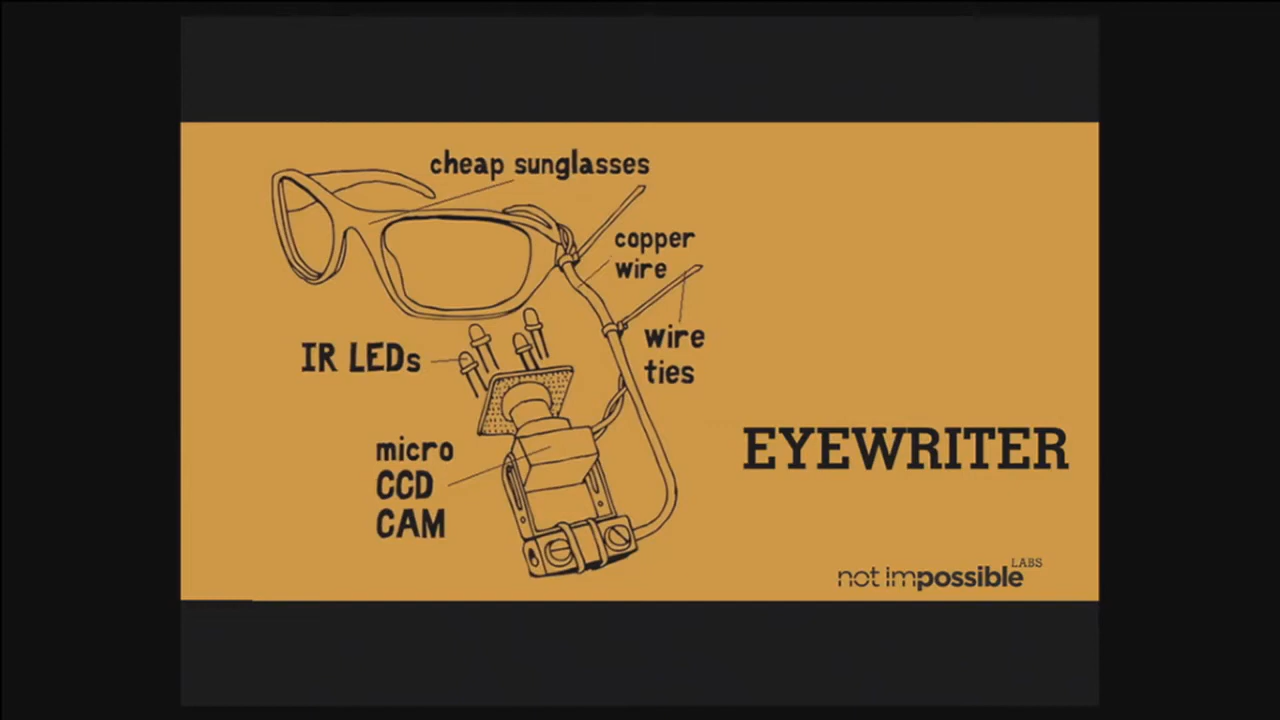 cheap sunglasses
copper
wire
wire
ties
IR LEDs
micro
CCD
CAM
EYEWRITER
not impossible LABS